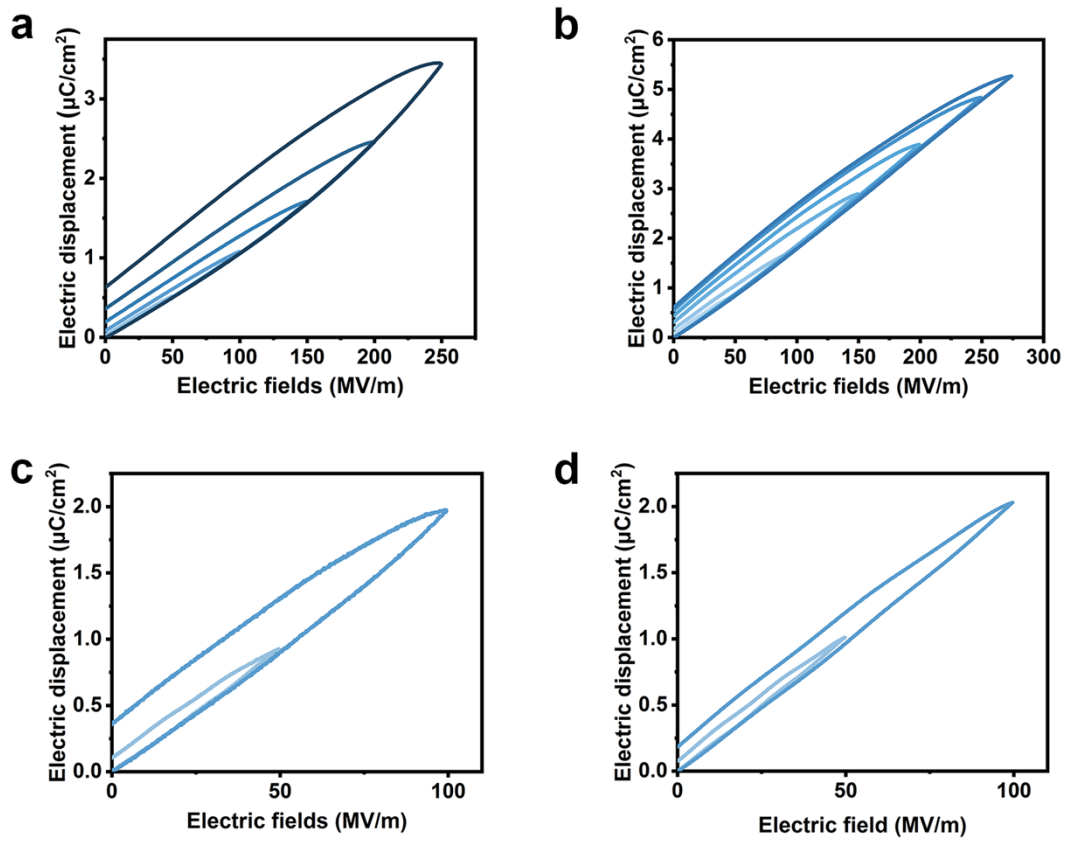 a
Electric displacement (µC/cm²)
3
2
1
0
0 50 100 150 200 250
Electric fields (MV/m)
b
Electric displacement (µC/cm²)
6
5
4
3
2
1
0
0 50 100 150 200 250 300
Electric fields (MV/m)
c
Electric displacement (µC/cm²)
2.0
1.5
1.0
0.5
0.0
0 50 100
Electric fields (MV/m)
d
Electric displacement (µC/cm²)
2.0
1.5
1.0
0.5
0.0
0 50 100
Electric field (MV/m)